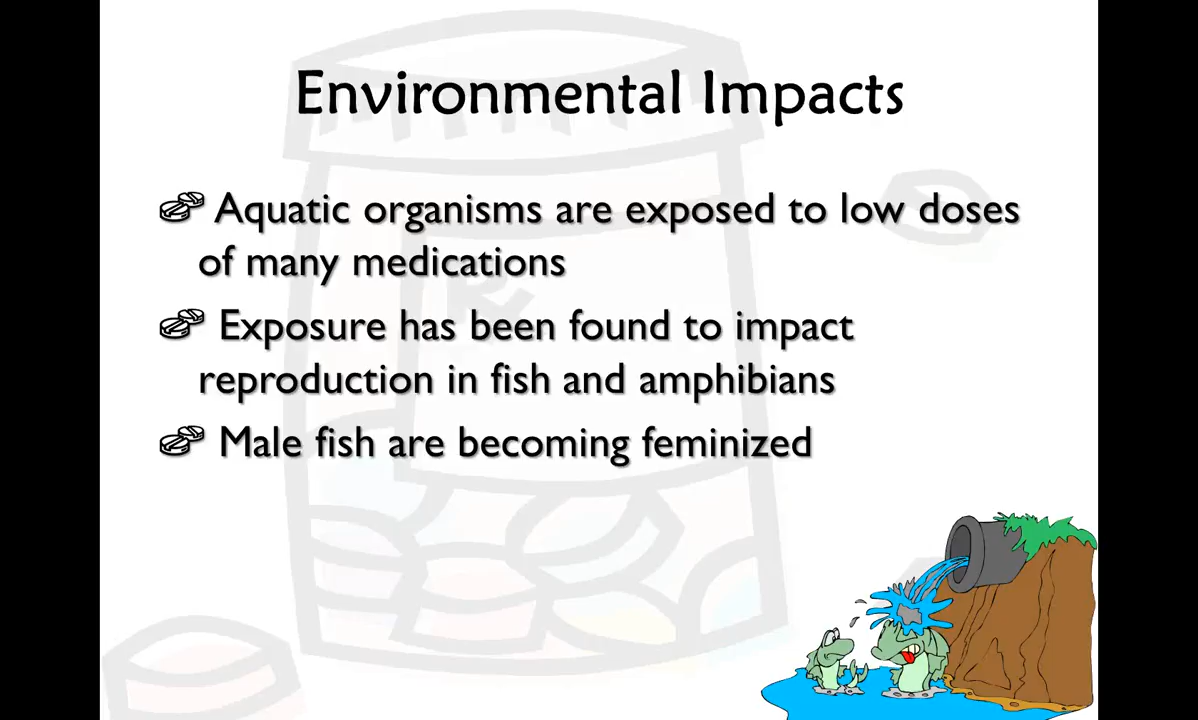 Environmental Impacts
Aquatic organisms are exposed to low doses
of many medications
Exposure has been found to impact
reproduction in fish and amphibians
Male fish are becoming feminized